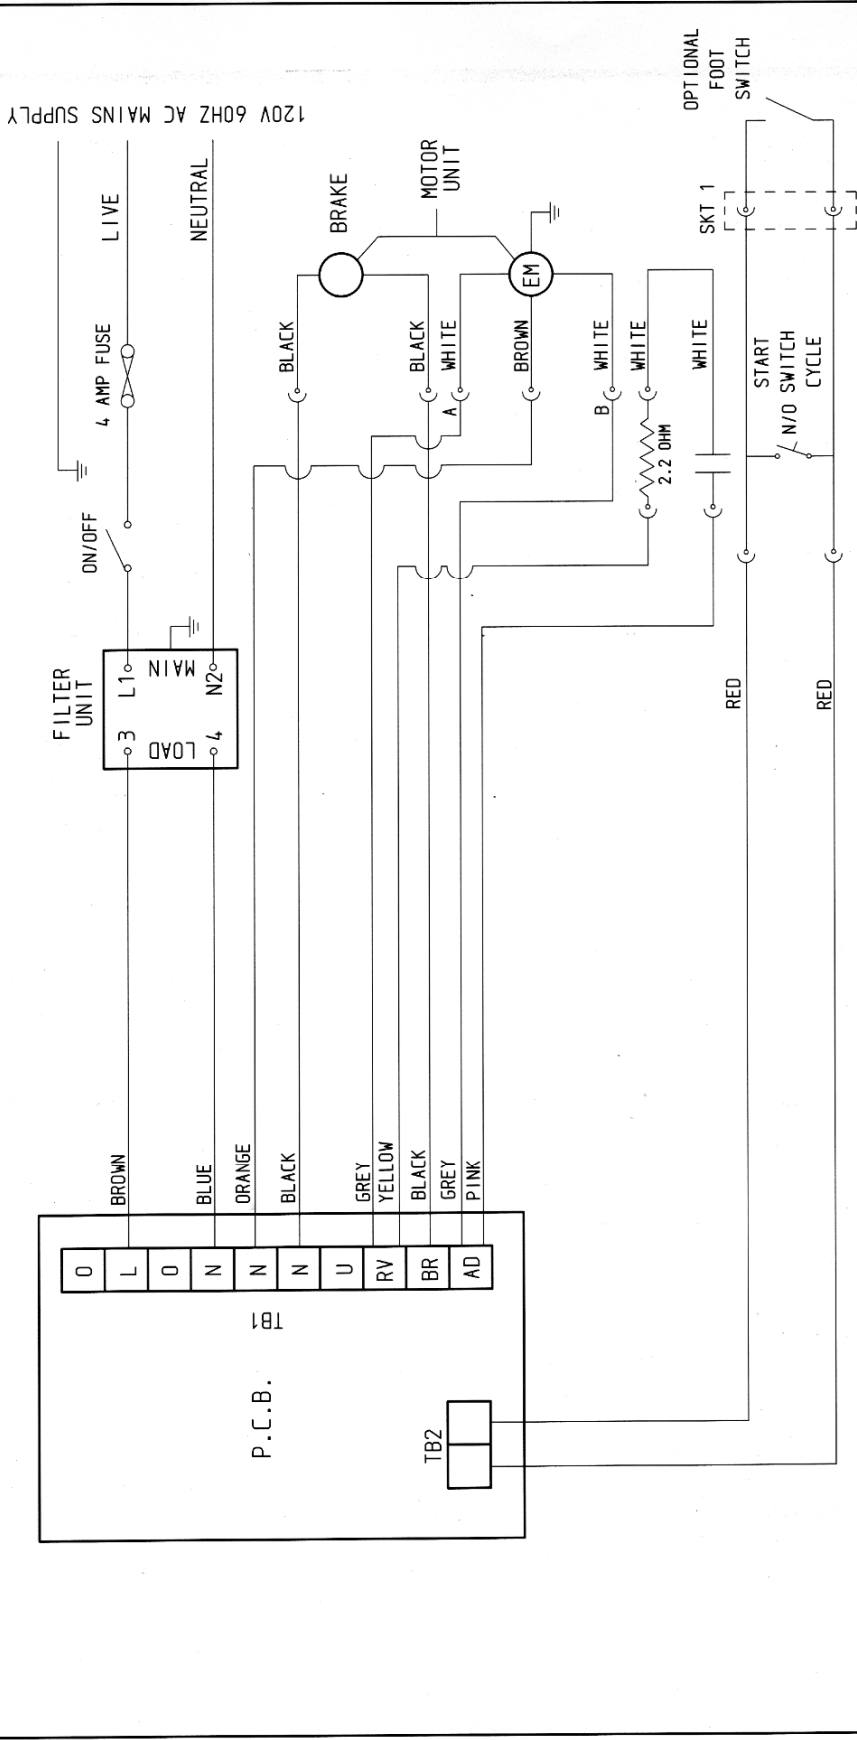 120V 60HZ AC MAINS SUPPLY
LIVE
NEUTRAL
4 AMP FUSE
ON/OFF
FILTER
UNIT
L1
MAIN
N2
3
LOAD
4
BRAKE
MOTOR
UNIT
EM
BLACK
BLACK
WHITE
BROWN
WHITE
WHITE
WHITE
A
B
2.2 OHM
OPTIONAL
FOOT
SWITCH
SKT 1
START
N/O SWITCH
CYCLE
RED
RED
BROWN
BLUE
ORANGE
BLACK
GREY
YELLOW
BLACK
GREY
PINK
O
L
O
N
N
N
U
RV
BR
AD
TB1
P.C.B.
TB2